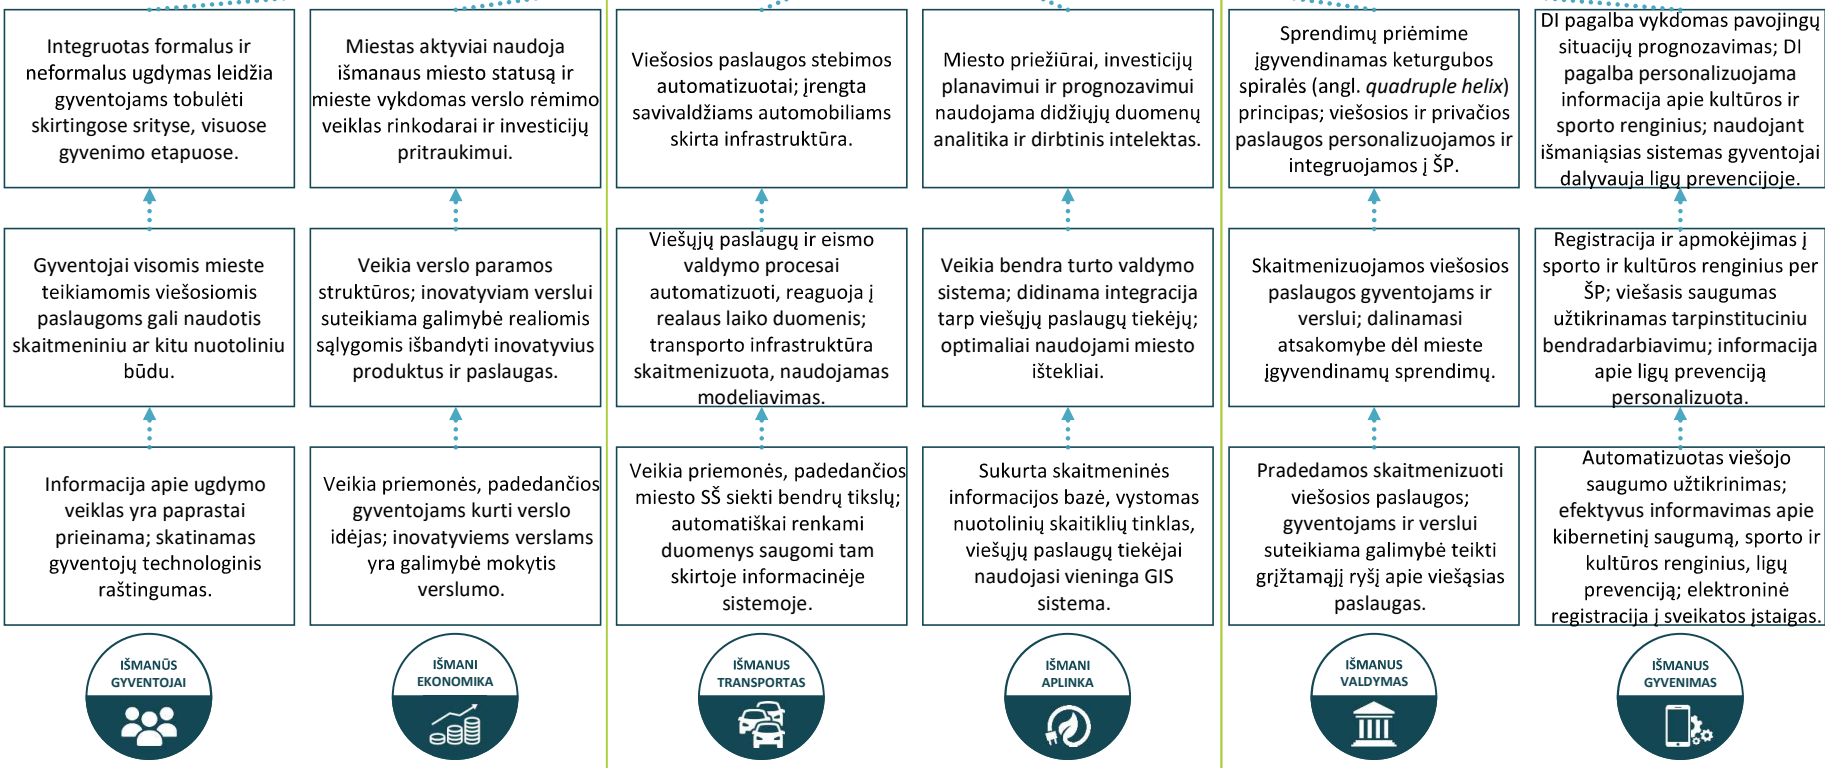 Integruotas formalus ir
neformalus ugdymas leidžia
gyventojams tobulėti
skirtingose srityse, visuose
gyvenimo etapuose.
Miestas aktyviai naudoja
išmanaus miesto statusą ir
mieste vykdomas verslo rėmimo
veiklas rinkodarai ir investicijų
pritraukimui.
Viešosios paslaugos stebimos
automatizuotai; įrengta
savivaldžiams automobiliams
skirta infrastruktūra.
Miesto priežiūrai, investicijų
planavimui ir prognozavimui
naudojama didžiųjų duomenų
analitika ir dirbtinis intelektas.
Sprendimų priėmime
įgyvendinamas keturgubos
spiralės (angl. quadruple helix)
principas; viešosios ir privačios
paslaugos personalizuojamos ir
integruojamos į ŠP.
DI pagalba vykdomas pavojingų
situacijų prognozavimas; DI
pagalba personalizuojama
informacija apie kultūros ir
sporto renginius; naudojant
išmaniąsias sistemas gyventojai
dalyvauja ligų prevencijoje.
Gyventojai visomis mieste
teikiamomis viešosiomis
paslaugoms gali naudotis
skaitmeniniu ar kitu nuotoliniu
būdu.
Veikia verslo paramos
struktūros; inovatyviam verslui
suteikiama galimybė realiomis
sąlygomis išbandyti inovatyvius
produktus ir paslaugas.
Viešųjų paslaugų ir eismo
valdymo procesai
automatizuoti, reaguoja į
realaus laiko duomenis;
transporto infrastruktūra
skaitmenizuota, naudojamas
modeliavimas.
Veikia bendra turto valdymo
sistema; didinama integracija
tarp viešųjų paslaugų tiekėjų;
optimaliai naudojami miesto
ištekliai.
Skaitmenizuojamos viešosios
paslaugos gyventojams ir
verslui; dalinamasi
atsakomybe dėl mieste
įgyvendinamų sprendimų.
Registracija ir apmokėjimas į
sporto ir kultūros renginius per
ŠP; viešasis saugumas
užtikrinamas tarpinstituciniu
bendradarbiavimu; informacija
apie ligų prevenciją
personalizuota.
Informacija apie ugdymo
veiklas yra paprastai
prieinama; skatinamas
gyventojų technologinis
raštingumas.
Veikia priemonės, padedančios
gyventojams kurti verslo
idėjas; inovatyviems verslams
yra galimybė mokytis
verslumo.
Veikia priemonės, padedančios
miesto SŠ siekti bendrų tikslų;
automatiškai renkami
duomenys saugomi tam
skirtoje informacinėje
sistemoje.
Sukurta skaitmeninės
informacijos bazė, vystomas
nuotolinių skaitiklių tinklas,
viešųjų paslaugų tiekėjai
naudojasi vieninga GIS
sistema.
Pradedamos skaitmenizuoti
viešosios paslaugos;
gyventojams ir verslui
suteikiama galimybė teikti
grįžtamąjį ryšį apie viešąsias
paslaugas.
Automatizuotas viešojo
saugumo užtikrinimas;
efektyvus informavimas apie
kibernetinį saugumą, sporto ir
kultūros renginius, ligų
prevenciją; elektroninė
registracija į sveikatos įstaigas.
IŠMANŪS
GYVENTOJAI
IŠMANI
EKONOMIKA
IŠMANUS
TRANSPORTAS
IŠMANI
APLINKA
IŠMANUS
VALDYMAS
IŠMANUS
GYVENIMAS